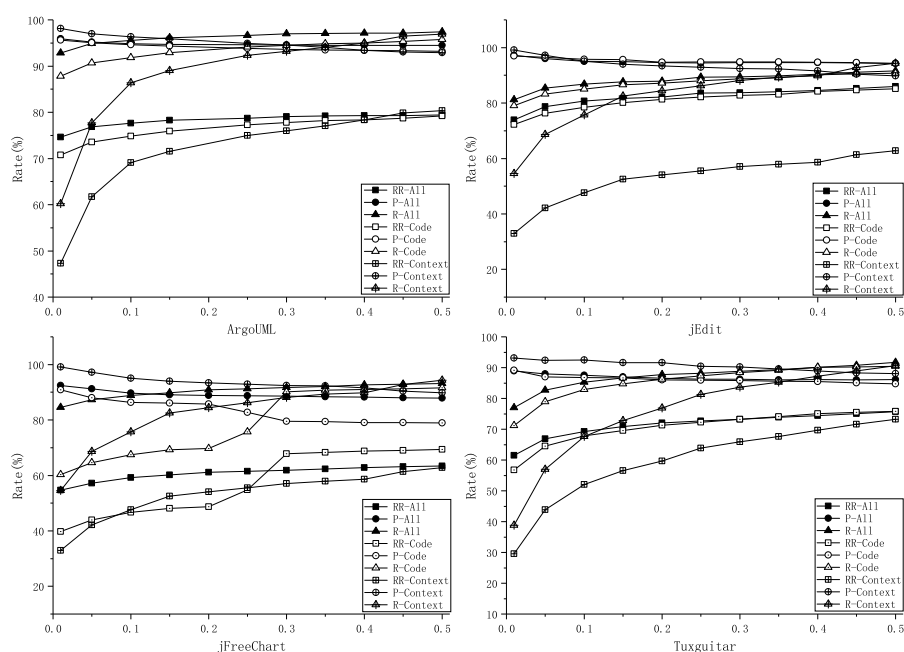 100
90
80
70
60
50
40
Rate(%)
0.0 0.1 0.2 0.3 0.4 0.5
ArgoUML
RR-All
P-All
R-All
RR-Code
P-Code
R-Code
RR-Context
P-Context
R-Context
100
80
60
40
20
Rate(%)
0.0 0.1 0.2 0.3 0.4 0.5
jEdit
RR-All
P-All
R-All
RR-Code
P-Code
R-Code
RR-Context
P-Context
R-Context
100
80
60
40
20
Rate(%)
0.0 0.1 0.2 0.3 0.4 0.5
jFreeChart
RR-All
P-All
R-All
RR-Code
P-Code
R-Code
RR-Context
P-Context
R-Context
100
90
80
70
60
50
40
30
20
10
Rate(%)
0.0 0.1 0.2 0.3 0.4 0.5
Tuxguitar
RR-All
P-All
R-All
RR-Code
P-Code
R-Code
RR-Context
P-Context
R-Context